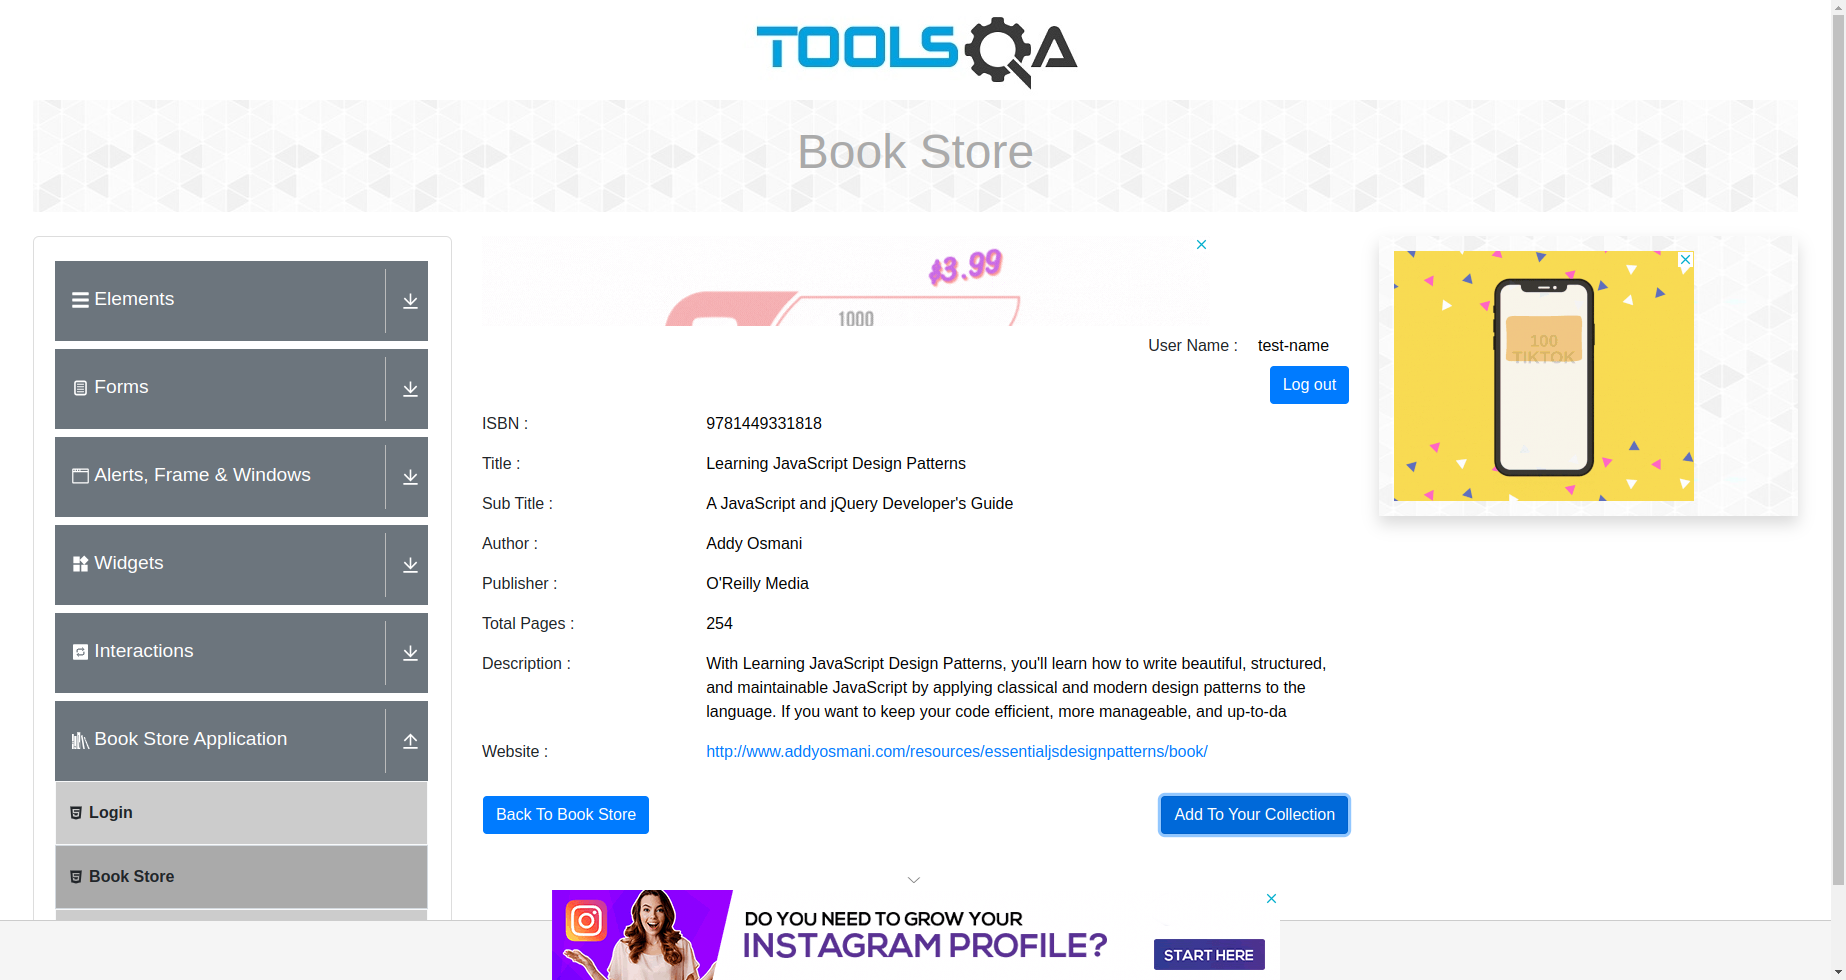 TOOLSQA
Book Store
Elements
Forms
Alerts, Frame & Windows
Widgets
Interactions
Book Store Application
Login
Book Store
$3.99
1000
User Name :
test-name
Log out
ISBN :
9781449331818
Title :
Learning JavaScript Design Patterns
Sub Title :
A JavaScript and jQuery Developer's Guide
Author :
Addy Osmani
Publisher :
O'Reilly Media
Total Pages :
254
Description :
With Learning JavaScript Design Patterns, you'll learn how to write beautiful, structured,
and maintainable JavaScript by applying classical and modern design patterns to the
language. If you want to keep your code efficient, more manageable, and up-to-da
Website :
http://www.addyosmani.com/resources/essentialjsdesignpatterns/book/
Back To Book Store
Add To Your Collection
100
TIKTOK
DO YOU NEED TO GROW YOUR
INSTAGRAM PROFILE?
START HERE